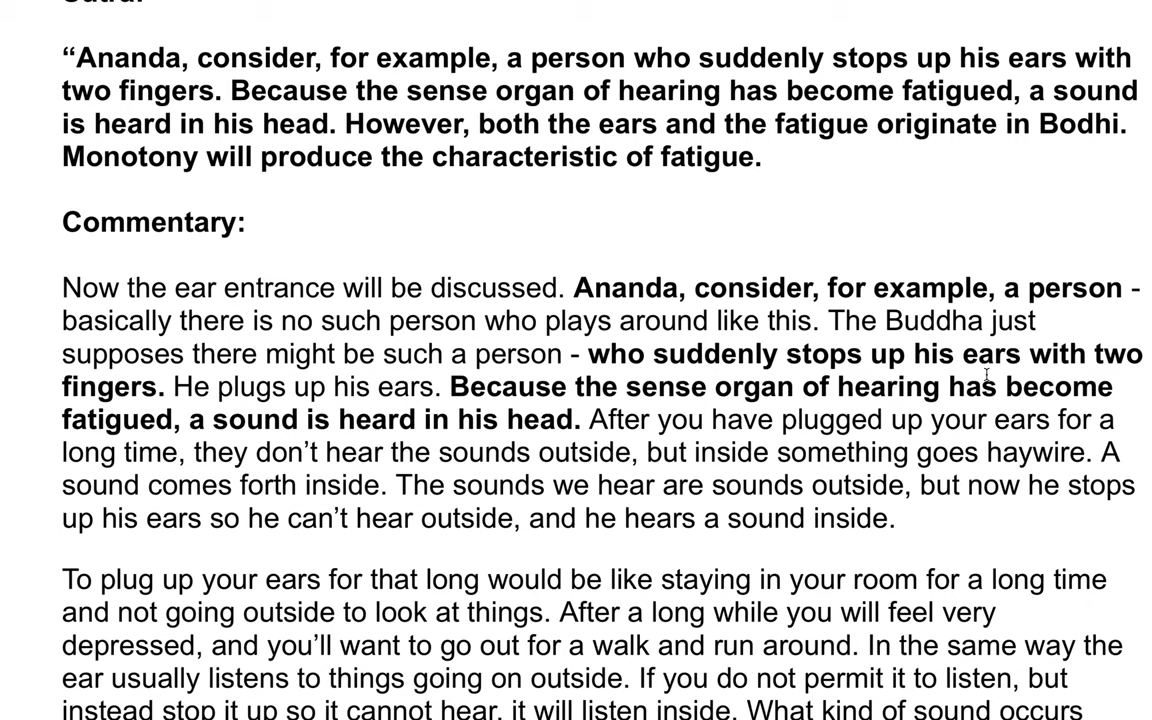 “Ananda, consider, for example, a person who suddenly stops up his ears with
two fingers. Because the sense organ of hearing has become fatigued, a sound
is heard in his head. However, both the ears and the fatigue originate in Bodhi.
Monotony will produce the characteristic of fatigue.
Commentary:
Now the ear entrance will be discussed. Ananda, consider, for example, a person -
basically there is no such person who plays around like this. The Buddha just
supposes there might be such a person - who suddenly stops up his ears with two
fingers. He plugs up his ears. Because the sense organ of hearing has become
fatigued, a sound is heard in his head. After you have plugged up your ears for a
long time, they don’t hear the sounds outside, but inside something goes haywire. A
sound comes forth inside. The sounds we hear are sounds outside, but now he stops
up his ears so he can’t hear outside, and he hears a sound inside.
To plug up your ears for that long would be like staying in your room for a long time
and not going outside to look at things. After a long while you will feel very
depressed, and you’ll want to go out for a walk and run around. In the same way the
ear usually listens to things going on outside. If you do not permit it to listen, but
instead stop it up so it cannot hear, it will listen inside. What kind of sound occurs